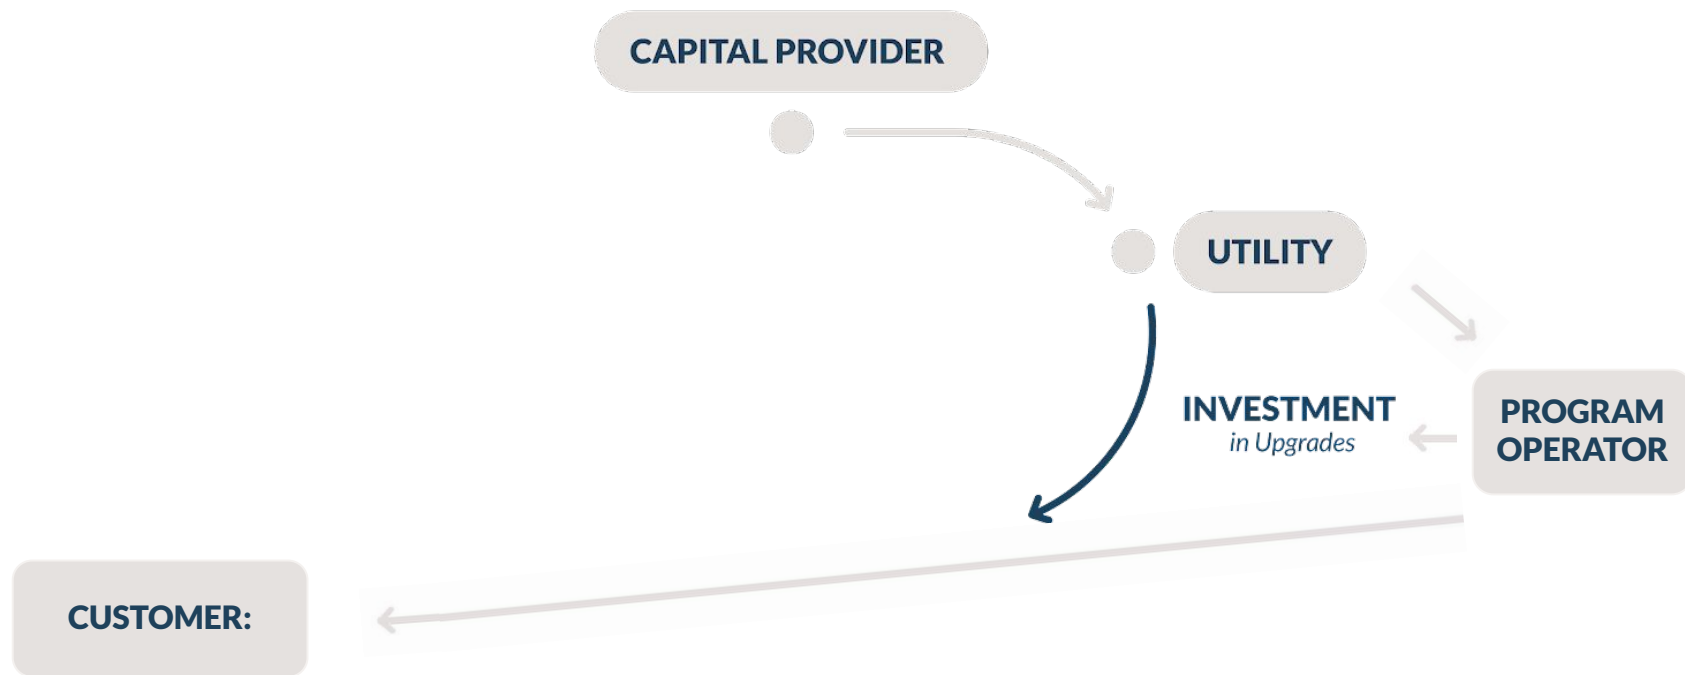 CAPITAL PROVIDER
UTILITY
INVESTMENT
in Upgrades
PROGRAM
OPERATOR
CUSTOMER: